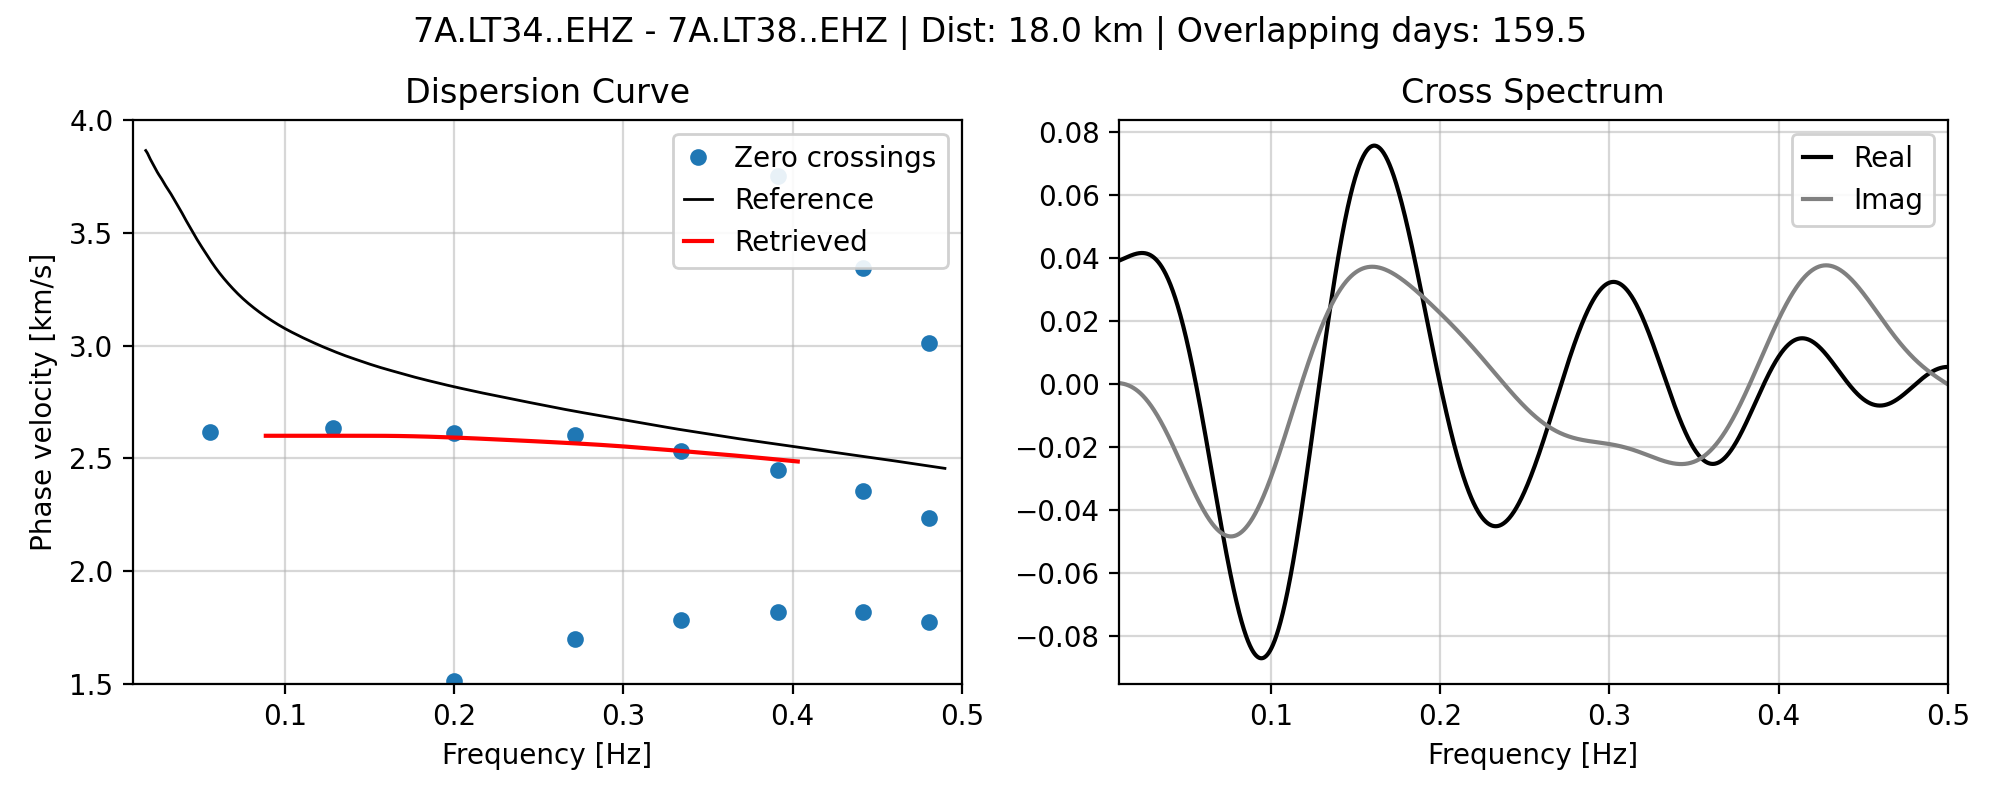 7A.LT34..EHZ - 7A.LT38..EHZ | Dist: 18.0 km | Overlapping days: 159.5
Dispersion Curve
4.0
3.5
3.0
2.5
2.0
1.5
Phase velocity [km/s]
Zero crossings
Reference
Retrieved
0.1
0.2
0.3
0.4
0.5
Frequency [Hz]
Cross Spectrum
0.08
0.06
0.04
0.02
0.00
−0.02
−0.04
−0.06
−0.08
Real
Imag
0.1
0.2
0.3
0.4
0.5
Frequency [Hz]